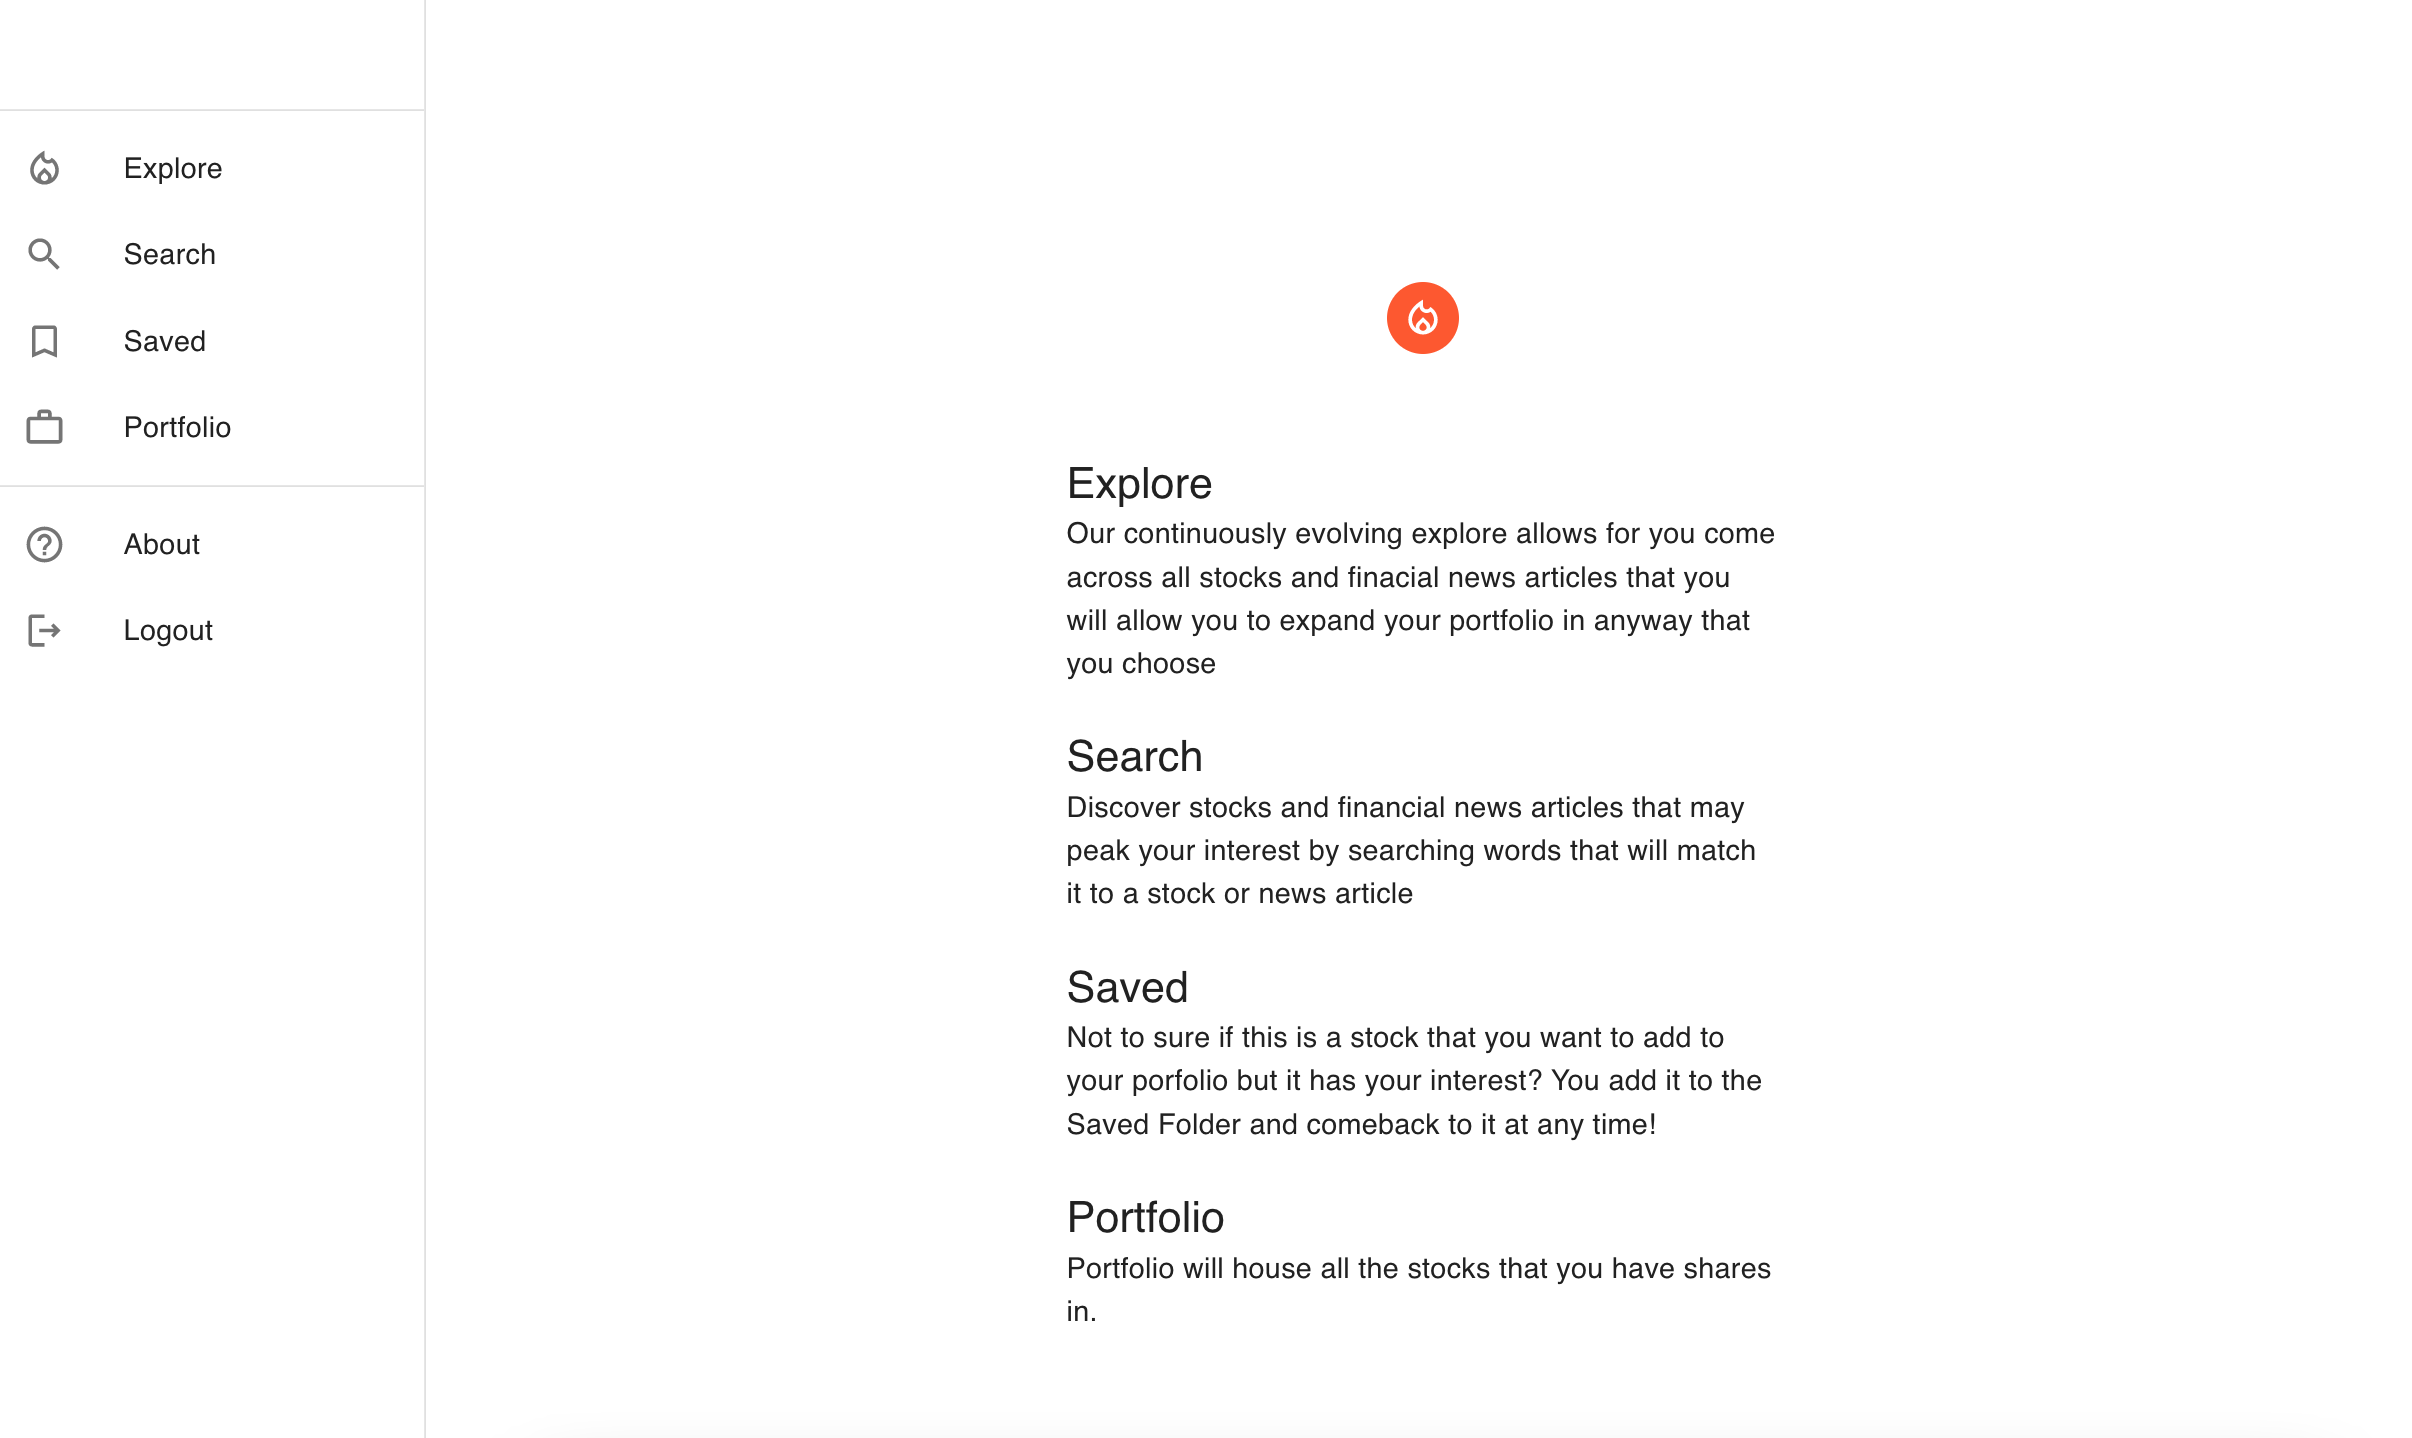 Explore
Search
Saved
Portfolio
About
Logout
Explore
Our continuously evolving explore allows for you come
across all stocks and finacial news articles that you
will allow you to expand your portfolio in anyway that
you choose
Search
Discover stocks and financial news articles that may
peak your interest by searching words that will match
it to a stock or news article
Saved
Not to sure if this is a stock that you want to add to
your porfolio but it has your interest? You add it to the
Saved Folder and comeback to it at any time!
Portfolio
Portfolio will house all the stocks that you have shares
in.